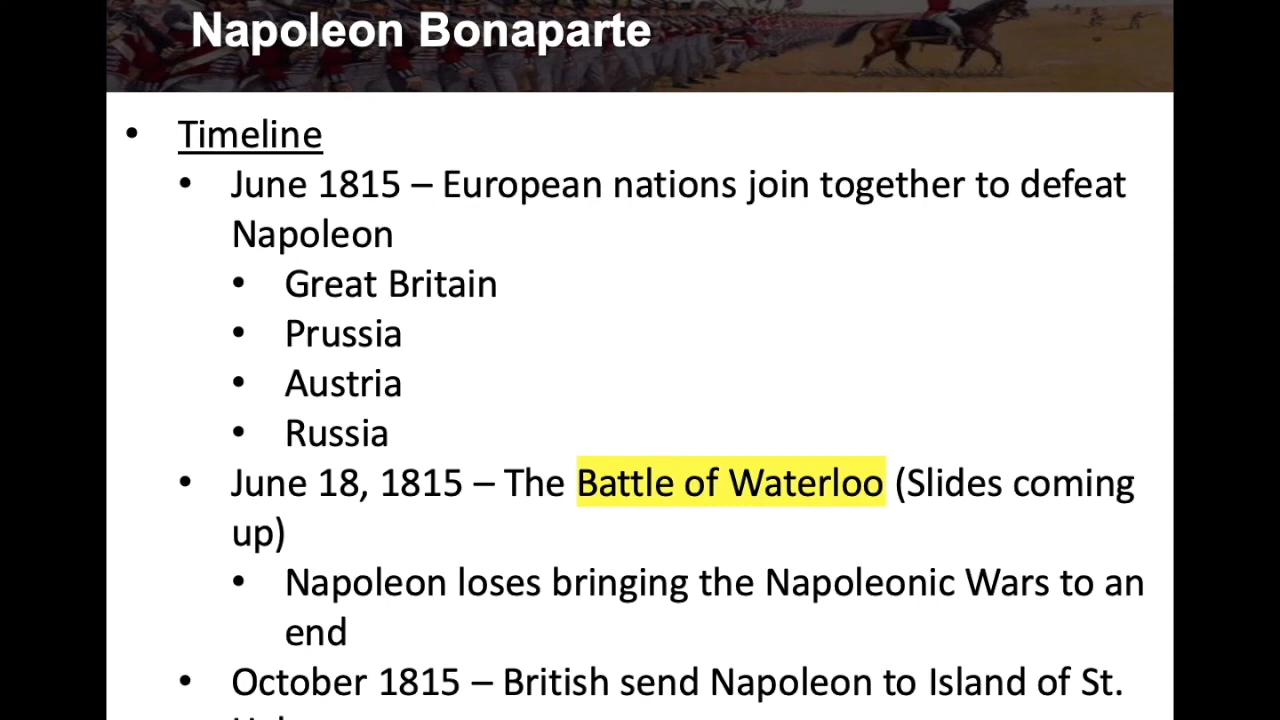 Napoleon Bonaparte
• Timeline
• June 1815 – European nations join together to defeat
Napoleon
• Great Britain
• Prussia
• Austria
• Russia
• June 18, 1815 – The Battle of Waterloo (Slides coming
up)
• Napoleon loses bringing the Napoleonic Wars to an
end
• October 1815 – British send Napoleon to Island of St.